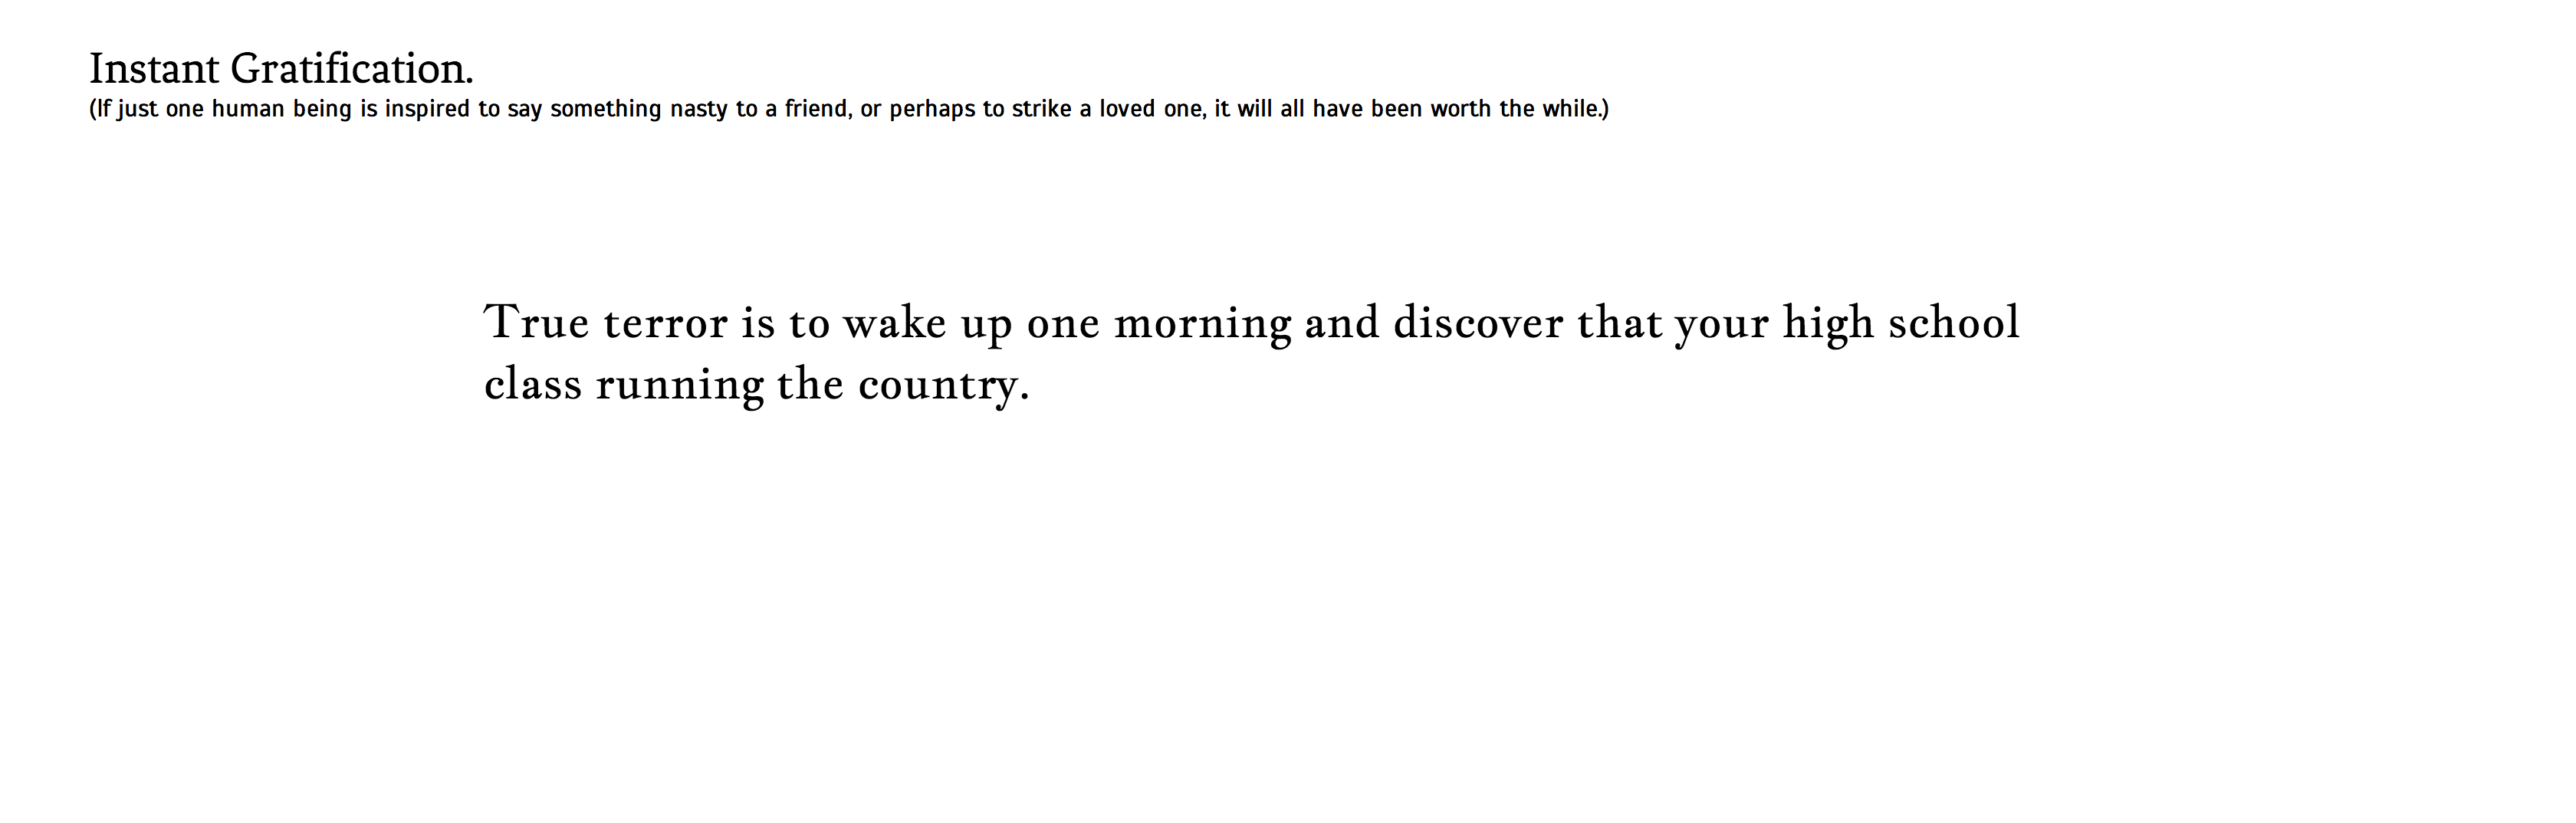 Instant Gratification.
(If just one human being is inspired to say something nasty to a friend, or perhaps to strike a loved one, it will all have been worth the while.)
True terror is to wake up one morning and discover that your high school
class running the country.